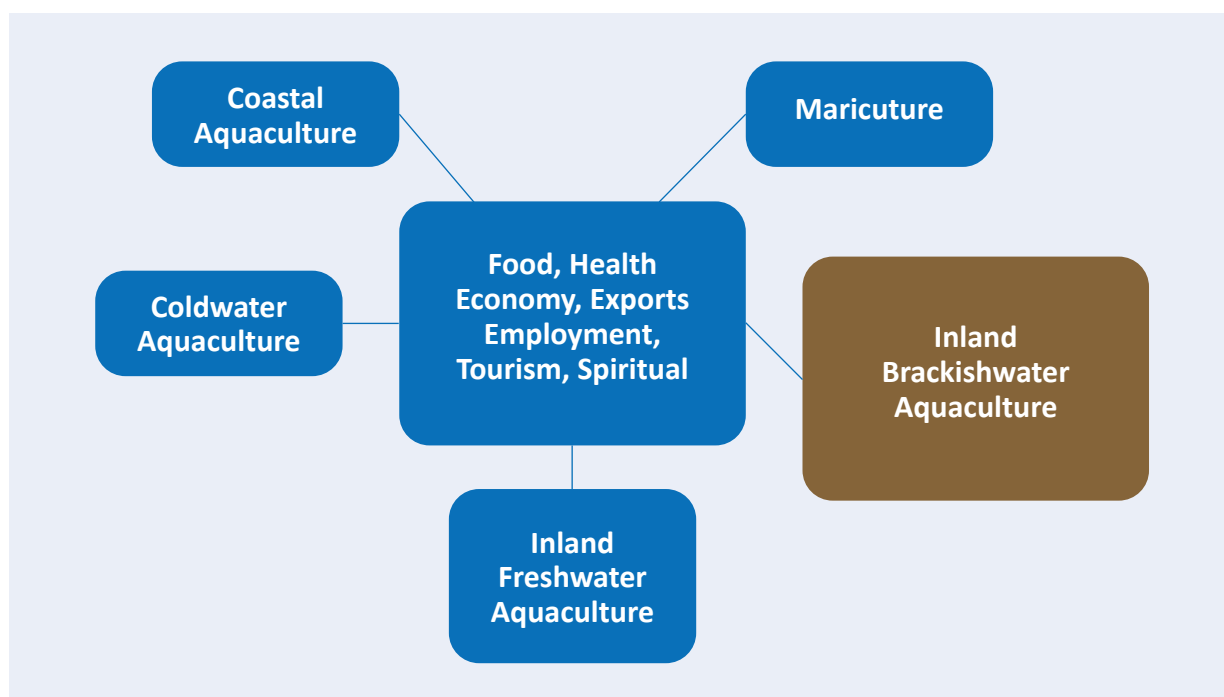 Coastal
Aquaculture
Maricuture
Food, Health
Economy, Exports
Employment,
Tourism, Spiritual
Coldwater
Aquaculture
Inland
Brackishwater
Aquaculture
Inland
Freshwater
Aquaculture